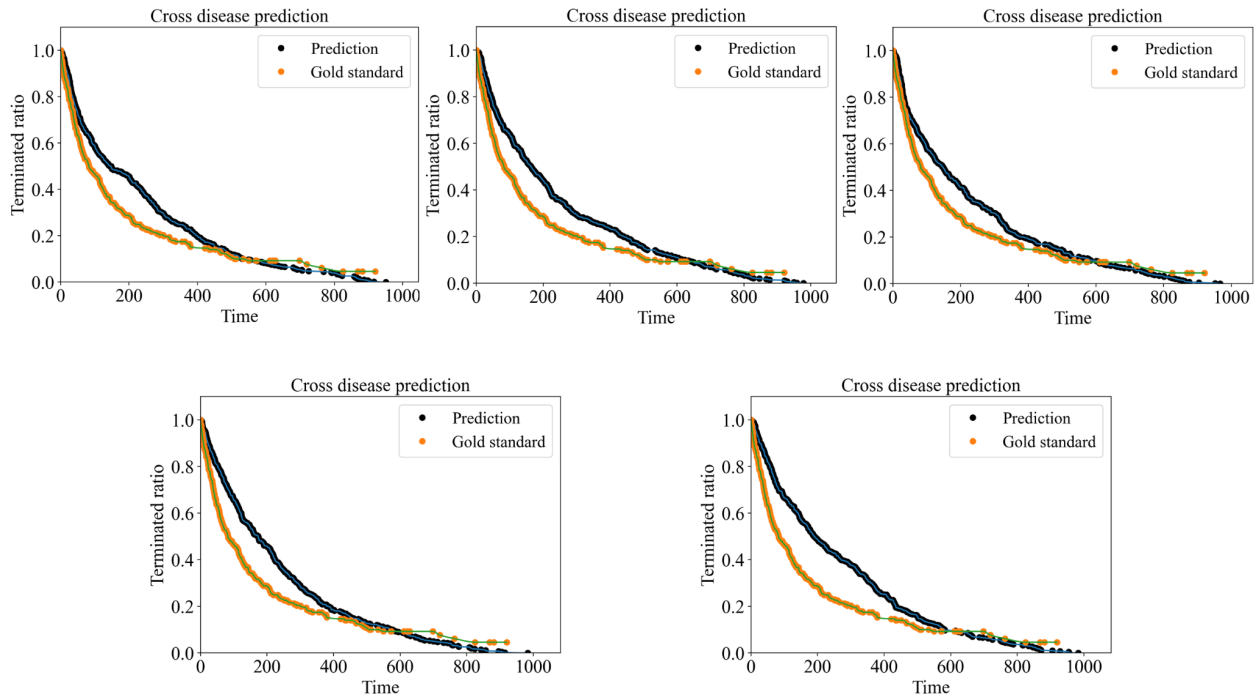 Cross disease prediction
Prediction
Gold standard
Terminated ratio
1.0
0.8
0.6
0.4
0.2
0.0
0 200 400 600 800 1000
Time
Cross disease prediction
Prediction
Gold standard
Terminated ratio
1.0
0.8
0.6
0.4
0.2
0.0
0 200 400 600 800 1000
Time
Cross disease prediction
Prediction
Gold standard
Terminated ratio
1.0
0.8
0.6
0.4
0.2
0.0
0 200 400 600 800 1000
Time
Cross disease prediction
Prediction
Gold standard
Terminated ratio
1.0
0.8
0.6
0.4
0.2
0.0
0 200 400 600 800 1000
Time
Cross disease prediction
Prediction
Gold standard
Terminated ratio
1.0
0.8
0.6
0.4
0.2
0.0
0 200 400 600 800 1000
Time